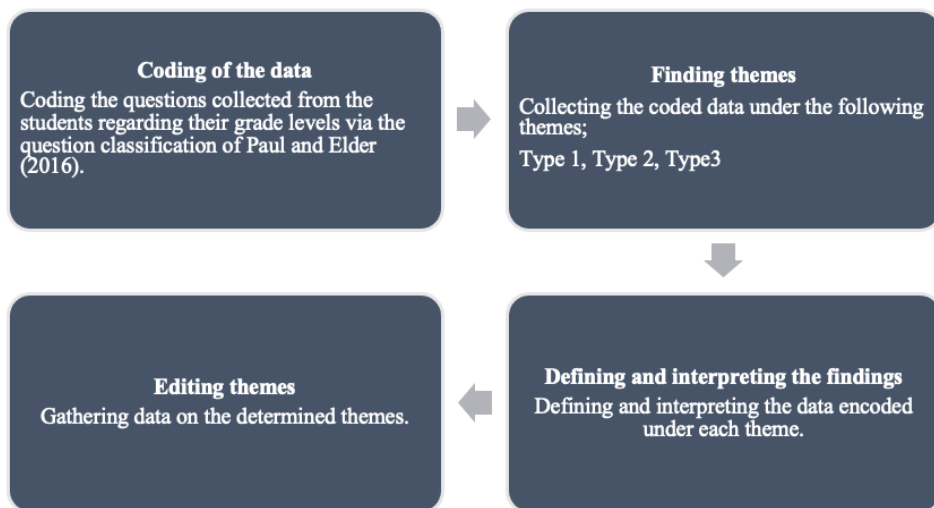 Coding of the data
Coding the questions collected from the
students regarding their grade levels via the
question classification of Paul and Elder
(2016).
Finding themes
Collecting the coded data under the following
themes;
Type 1, Type 2, Type3
Defining and interpreting the findings
Defining and interpreting the data encoded
under each theme.
Editing themes
Gathering data on the determined themes.